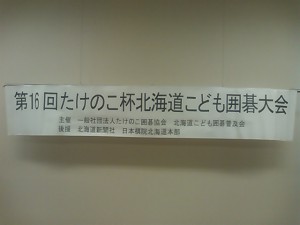 第16回たけのこ杯北海道こども囲碁大会
主催 一般社団法人たけのこ囲碁協会 北海道こども囲碁普及会
後援 北海道新聞社 日本棋院北海道本部